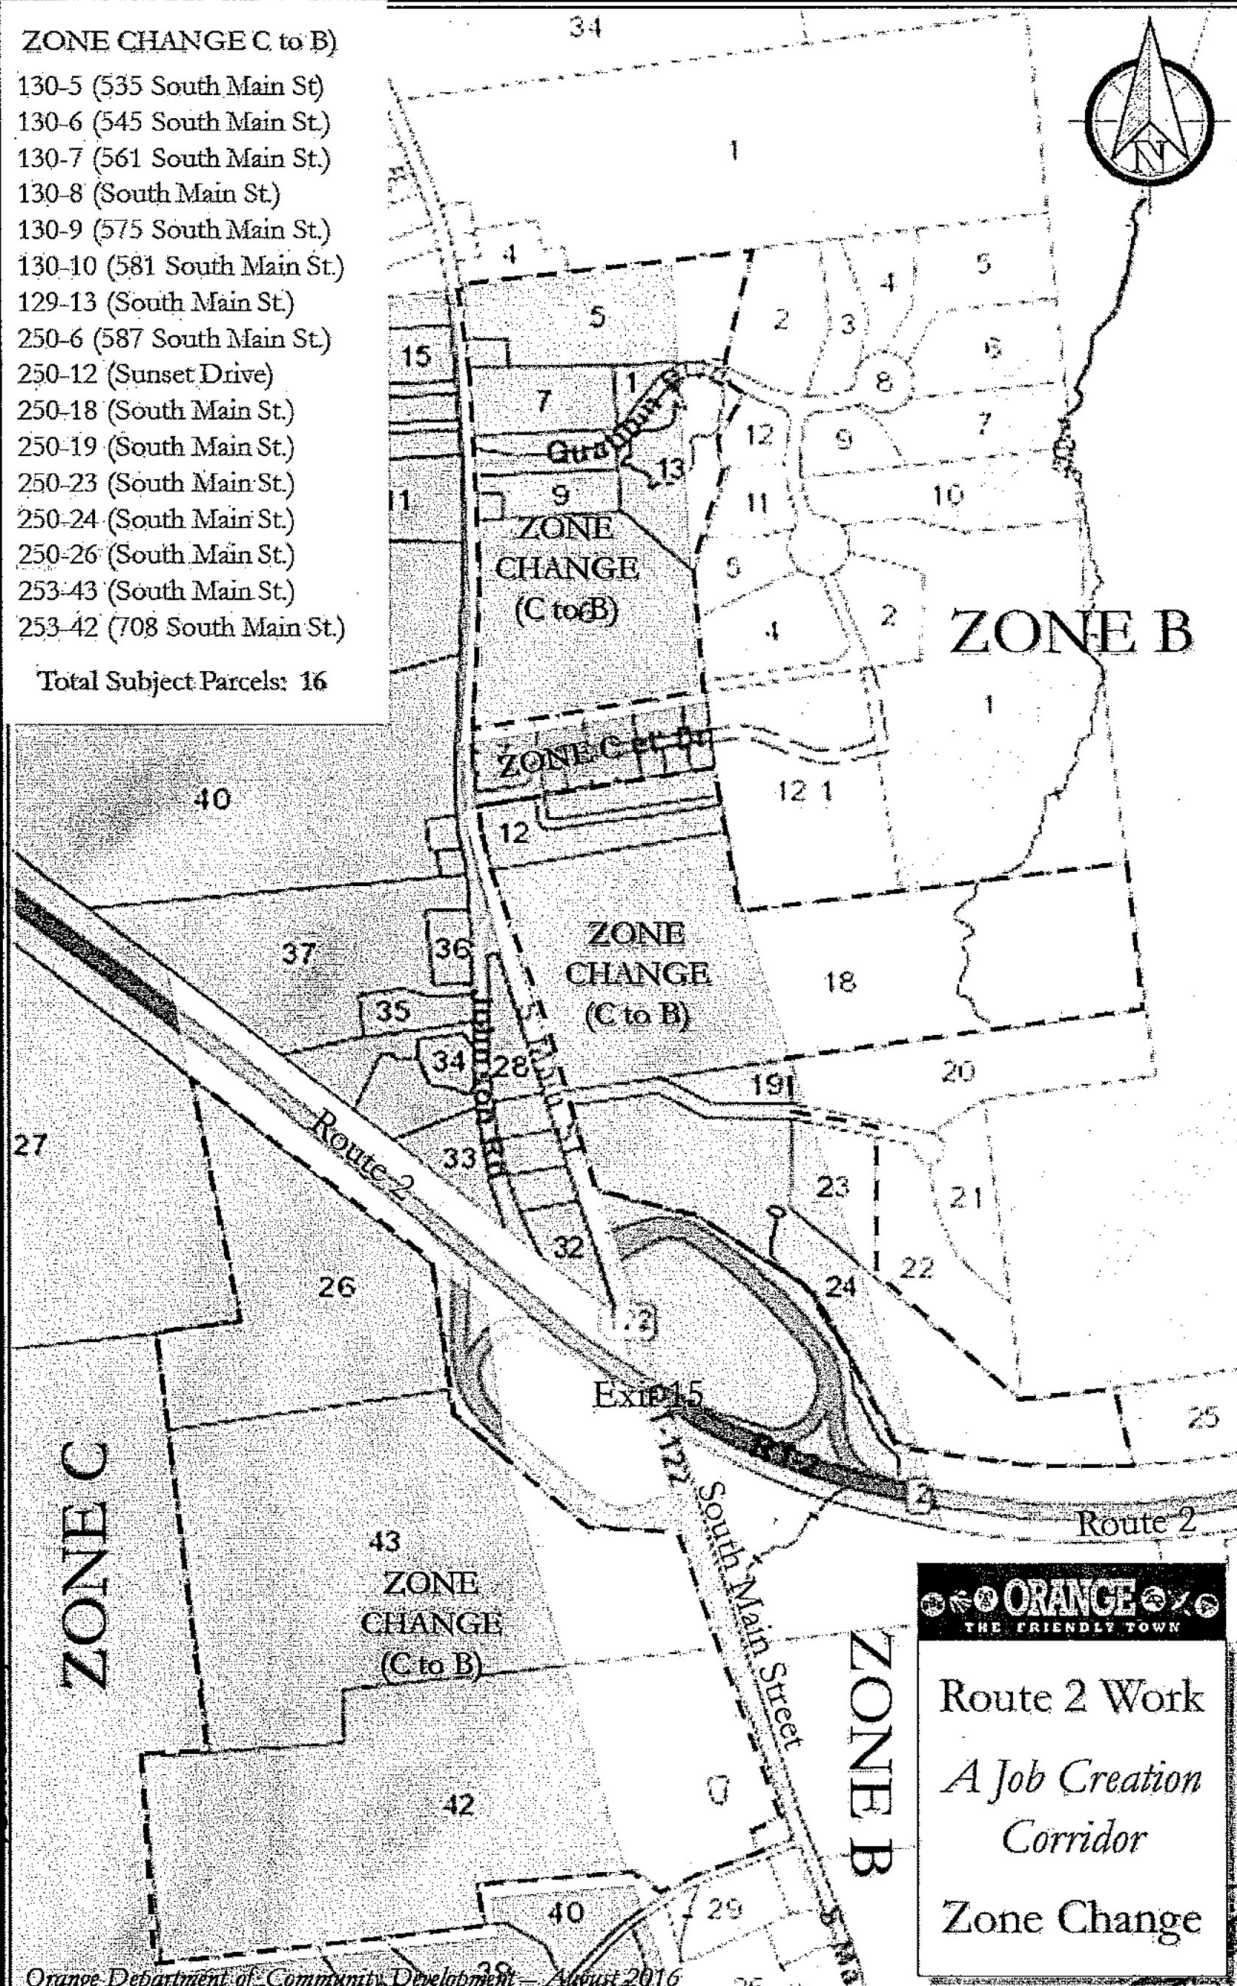 ZONE CHANGE C to B)
130-5 (535 South Main St)
130-6 (545 South Main St.)
130-7 (561 South Main St.)
130-8 (South Main St.)
130-9 (575 South Main St.)
130-10 (581 South Main St.)
129-13 (South Main St.)
250-6 (587 South Main St.)
250-12 (Sunset Drive)
250-18 (South Main St.)
250-19 (South Main St.)
250-23 (South Main St.)
250-24 (South Main St.)
250-26 (South Main St.)
253-43 (South Main St.)
253-42 (708 South Main St.)
Total Subject Parcels: 16
34
N
1
4
5
2
3
4
5
6
8
15
7
1
7
12
9
13
9
11
10
11
ZONE
CHANGE
(C to B)
5
4
2
ZONE B
1
ZONE C
40
12
12 1
37
36
ZONE
CHANGE
(C to B)
18
35
34
28
19
20
27
Route 2
33
23
21
32
26
24
22
Exit 15
25
122
2
Route 2
ZONE C
43
ZONE
CHANGE
(C to B)
South Main Street
ZONE B
42
40
29
39
ORANGE
THE FRIENDLY TOWN
Route 2 Work
A Job Creation
Corridor
Zone Change
Orange Department of Community Development – August 2016